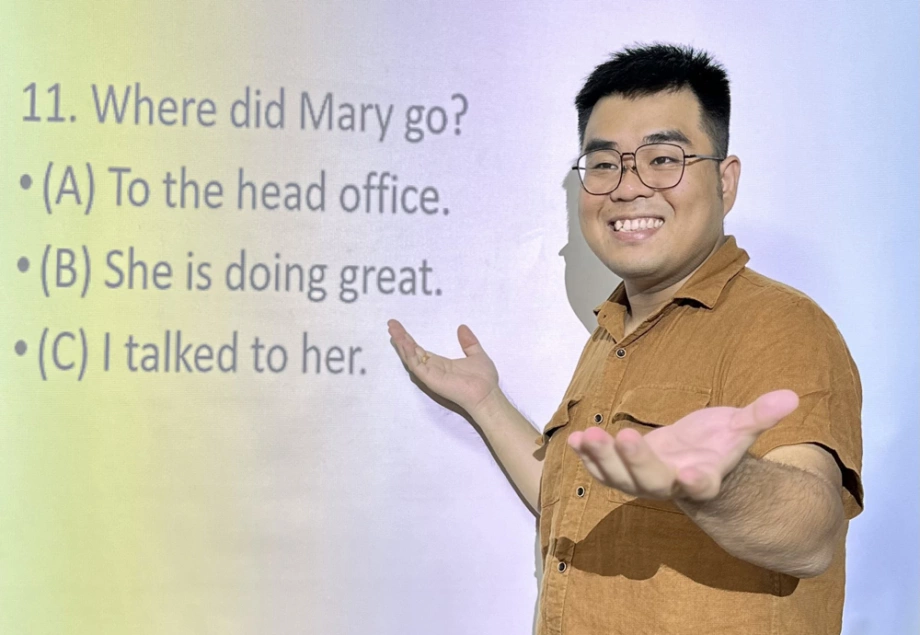 11. Where did Mary go?
• (A) To the head office.
• (B) She is doing great.
• (C) I talked to her.